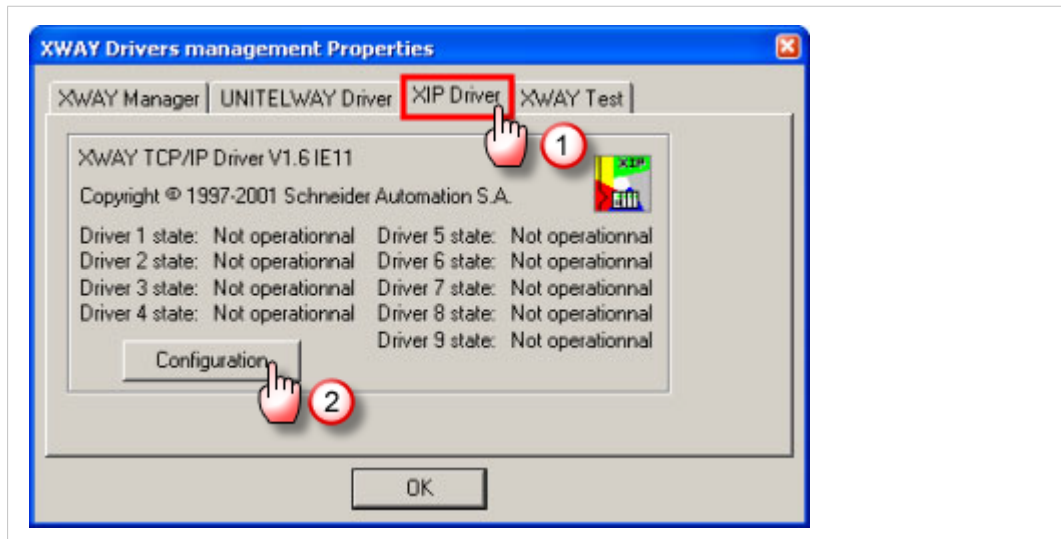 XWAY Drivers management Properties
XWAY Manager UNITELWAY Driver XIP Driver XWAY Test
1
XWAY TCP/IP Driver V1.6 IE11
XIP
Copyright © 1997-2001 Schneider Automation S.A.
Driver 1 state: Not operationnal Driver 5 state: Not operationnal
Driver 2 state: Not operationnal Driver 6 state: Not operationnal
Driver 3 state: Not operationnal Driver 7 state: Not operationnal
Driver 4 state: Not operationnal Driver 8 state: Not operationnal
Driver 9 state: Not operationnal
Configuration
2
OK